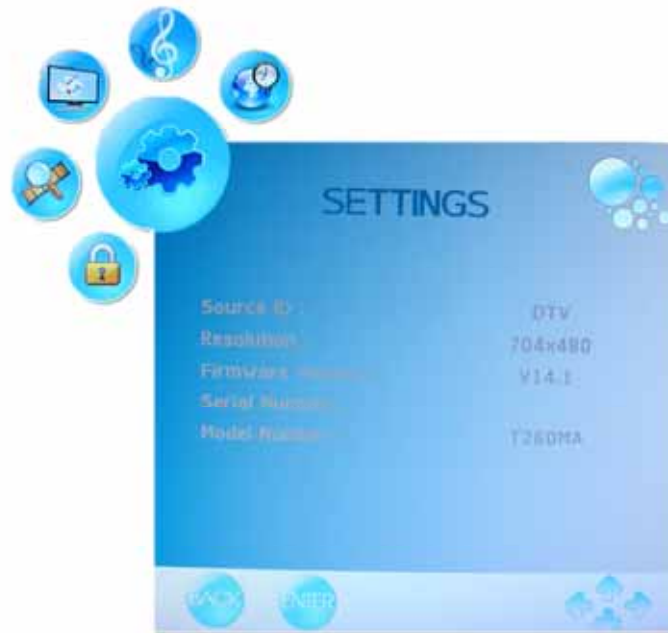 SETTINGS
Source ID : DTV
Resolution: 704x480
Firmware V14.1
Serial Number
Model Number : T260MA
BACK ENTER